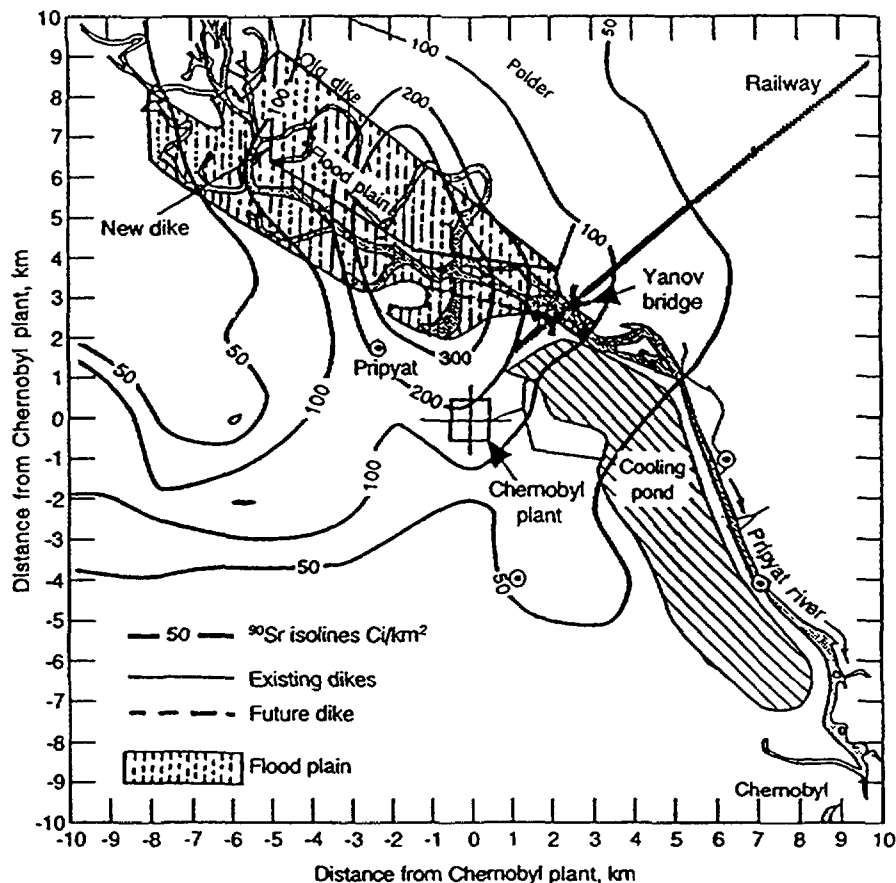 10
9
8
7
6
5
4
3
2
1
0
-1
-2
-3
-4
-5
-6
-7
-8
-9
-10
-10 -9 -8 -7 -6 -5 -4 -3 -2 -1 0 1 2 3 4 5 6 7 8 9 10
Distance from Chernobyl plant, km
Distance from Chernobyl plant, km
50
100
Old dike
Polder
Railway
100
200
Flood plain
New dike
100
Yanov
bridge
50
Pripyat
300
200
50
100
100
Chernobyl
plant
Cooling
pond
50
50
Pripyat river
50 ⁹⁰Sr isolines Ci/km²
Existing dikes
Future dike
Flood plain
Chernobyl